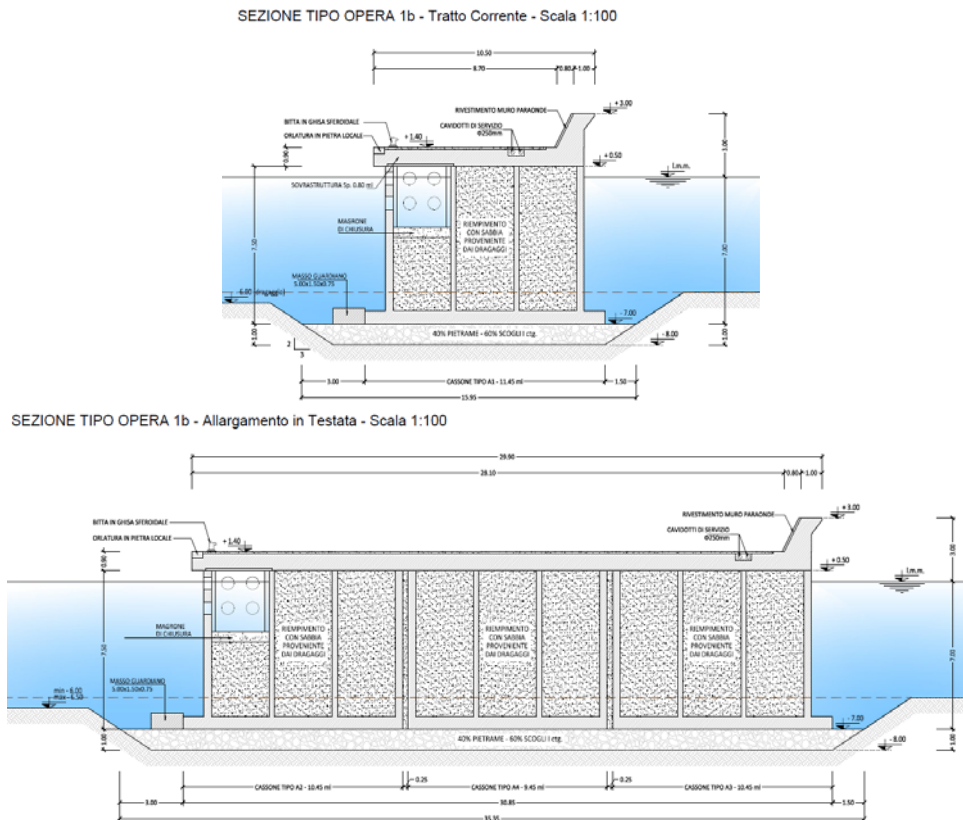 SEZIONE TIPO OPERA 1b - Tratto Corrente - Scala 1:100
10.50
8.70
0.80
1.00
+ 3.00
RIVESTIMENTO MURO PARAONDE
BITTA IN GHISA SFEROIDALE
CAVIDOTTI DI SERVIZIO
Φ250mm
ORLATURA IN PIETRA LOCALE
+ 1.40
0.90
+ 0.50
l.m.m.
3.00
SOVRASTRUTTURA Sp. 0.80 ml
MAGRONE
DI CHIUSURA
RIEMPIMENTO
CON SABBIA
PROVENIENTE
DAI DRAGAGGI
7.50
7.00
MASSO GUARDIANO
5.00x1.50x0.75
- 7.00
40% PIETRAME - 60% SCOGLI I ctg.
- 8.00
1.00
1.00
2
3
3.00
CASSONE TIPO A1 - 11.45 ml
1.50
15.95
SEZIONE TIPO OPERA 1b - Allargamento in Testata - Scala 1:100
29.90
28.10
0.80
1.00
+ 3.00
RIVESTIMENTO MURO PARAONDE
BITTA IN GHISA SFEROIDALE
CAVIDOTTI DI SERVIZIO
Φ250mm
ORLATURA IN PIETRA LOCALE
+ 1.40
0.90
+ 0.50
l.m.m.
3.00
MAGRONE
DI CHIUSURA
RIEMPIMENTO
CON SABBIA
PROVENIENTE
DAI DRAGAGGI
RIEMPIMENTO
CON SABBIA
PROVENIENTE
DAI DRAGAGGI
RIEMPIMENTO
CON SABBIA
PROVENIENTE
DAI DRAGAGGI
7.50
7.00
MASSO GUARDIANO
5.00x1.50x0.75
min - 6.00
max - 6.50
- 7.00
40% PIETRAME - 60% SCOGLI I ctg.
- 8.00
1.00
1.00
0.25
0.25
CASSONE TIPO A2 - 10.45 ml
CASSONE TIPO A4 - 9.45 ml
CASSONE TIPO A3 - 10.45 ml
3.00
30.85
1.50
35.35